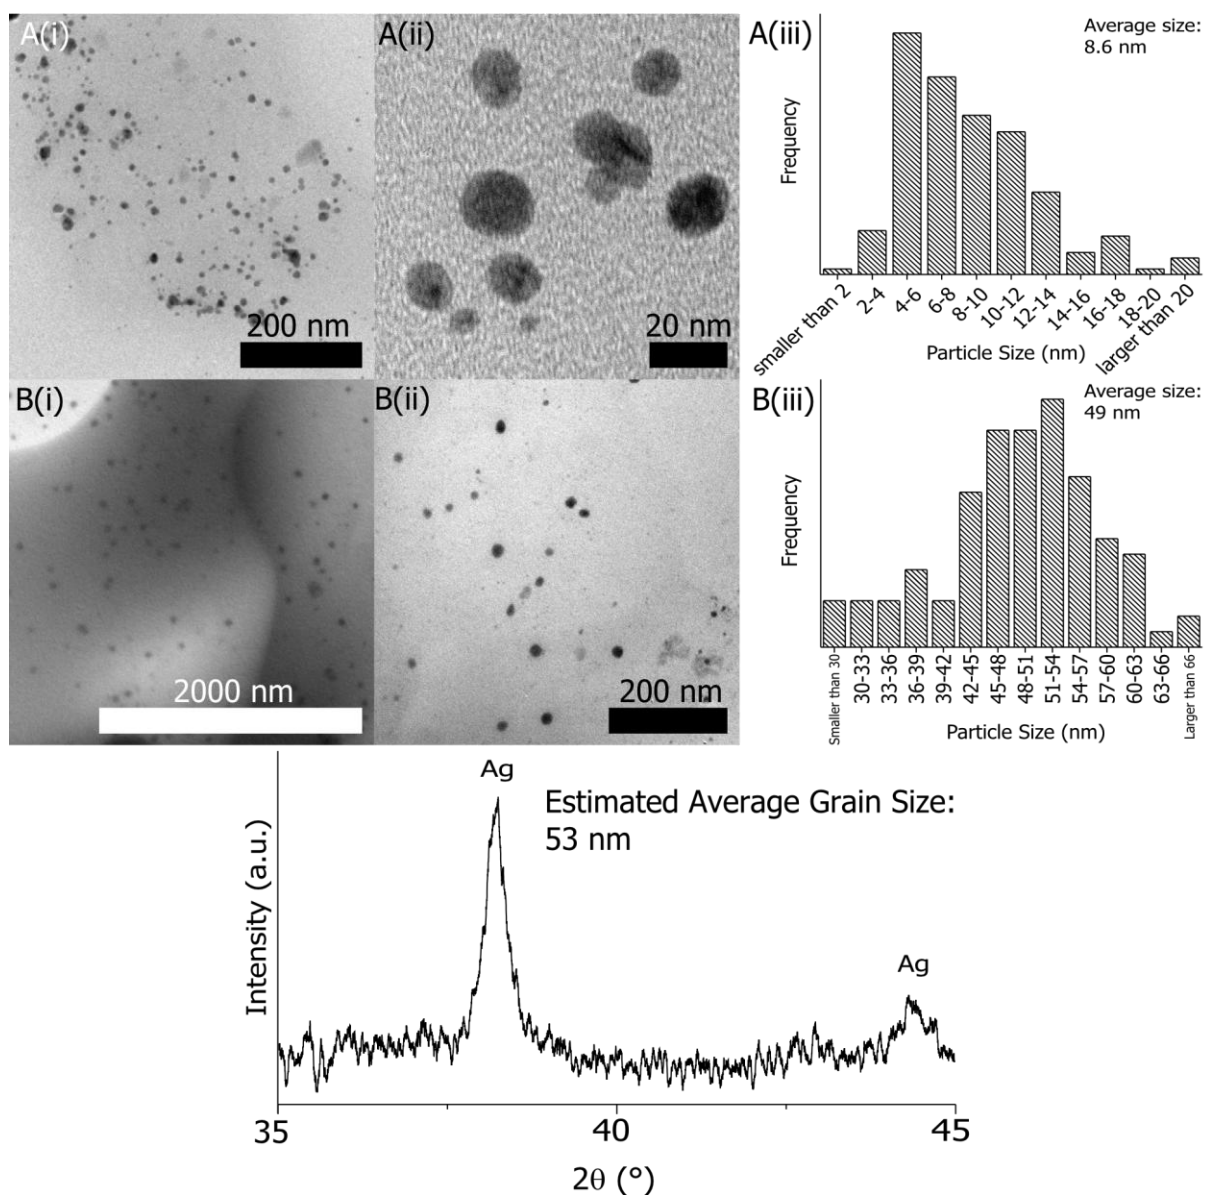 A(i)
200 nm
A(ii)
20 nm
A(iii)
Average size:
8.6 nm
Frequency
smaller than 2
2-4
4-6
6-8
8-10
10-12
12-14
14-16
16-18
18-20
larger than 20
Particle Size (nm)
B(i)
2000 nm
B(ii)
200 nm
B(iii)
Average size:
49 nm
Frequency
Smaller than 30
30-33
33-36
36-39
39-42
42-45
45-48
48-51
51-54
54-57
57-60
60-63
63-66
Larger than 66
Particle Size (nm)
Ag
Estimated Average Grain Size:
53 nm
Ag
Intensity (a.u.)
35
40
45
2θ (°)